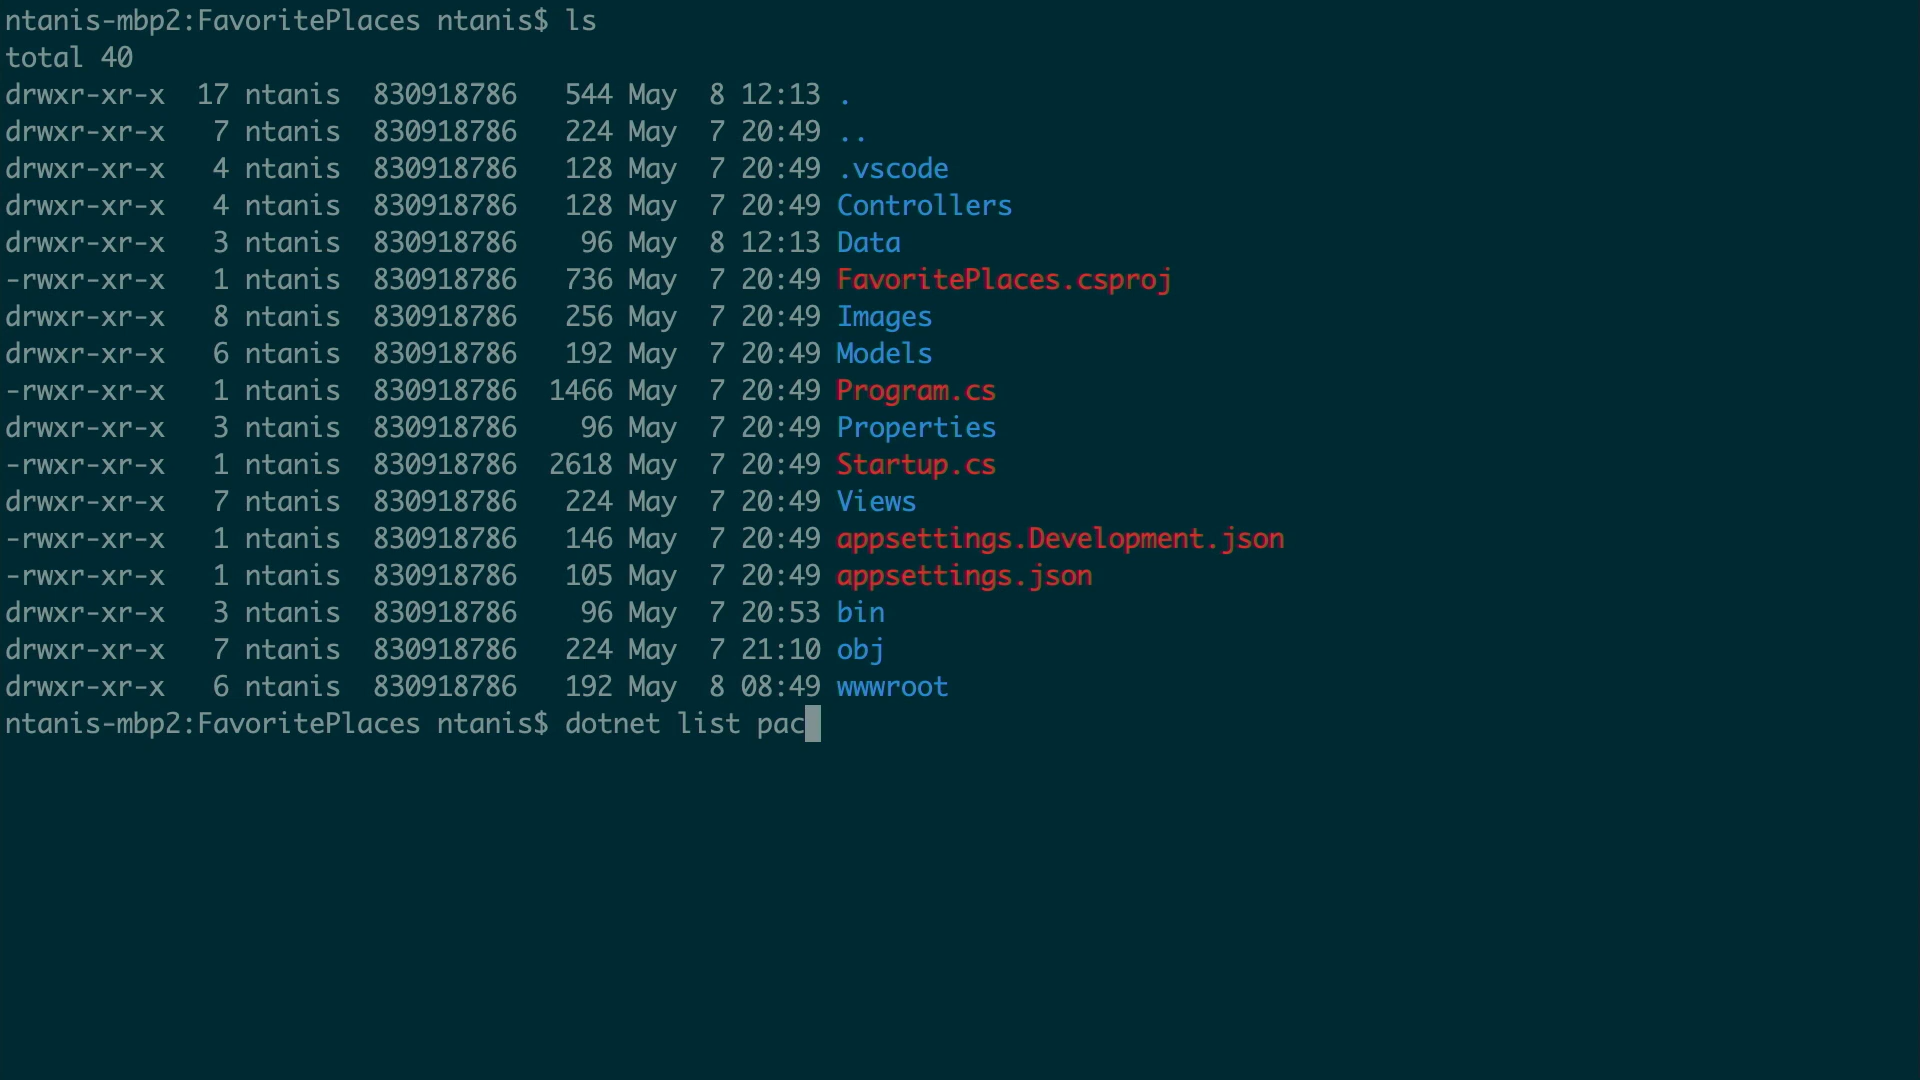 ntanis-mbp2:FavoritePlaces ntanis$ ls
total 40
drwxr-xr-x  17 ntanis  830918786   544 May  8 12:13 .
drwxr-xr-x   7 ntanis  830918786   224 May  7 20:49 ..
drwxr-xr-x   4 ntanis  830918786   128 May  7 20:49 .vscode
drwxr-xr-x   4 ntanis  830918786   128 May  7 20:49 Controllers
drwxr-xr-x   3 ntanis  830918786    96 May  8 12:13 Data
-rwxr-xr-x   1 ntanis  830918786   736 May  7 20:49 FavoritePlaces.csproj
drwxr-xr-x   8 ntanis  830918786   256 May  7 20:49 Images
drwxr-xr-x   6 ntanis  830918786   192 May  7 20:49 Models
-rwxr-xr-x   1 ntanis  830918786  1466 May  7 20:49 Program.cs
drwxr-xr-x   3 ntanis  830918786    96 May  7 20:49 Properties
-rwxr-xr-x   1 ntanis  830918786  2618 May  7 20:49 Startup.cs
drwxr-xr-x   7 ntanis  830918786   224 May  7 20:49 Views
-rwxr-xr-x   1 ntanis  830918786   146 May  7 20:49 appsettings.Development.json
-rwxr-xr-x   1 ntanis  830918786   105 May  7 20:49 appsettings.json
drwxr-xr-x   3 ntanis  830918786    96 May  7 20:53 bin
drwxr-xr-x   7 ntanis  830918786   224 May  7 21:10 obj
drwxr-xr-x   6 ntanis  830918786   192 May  8 08:49 wwwroot
ntanis-mbp2:FavoritePlaces ntanis$ dotnet list pac